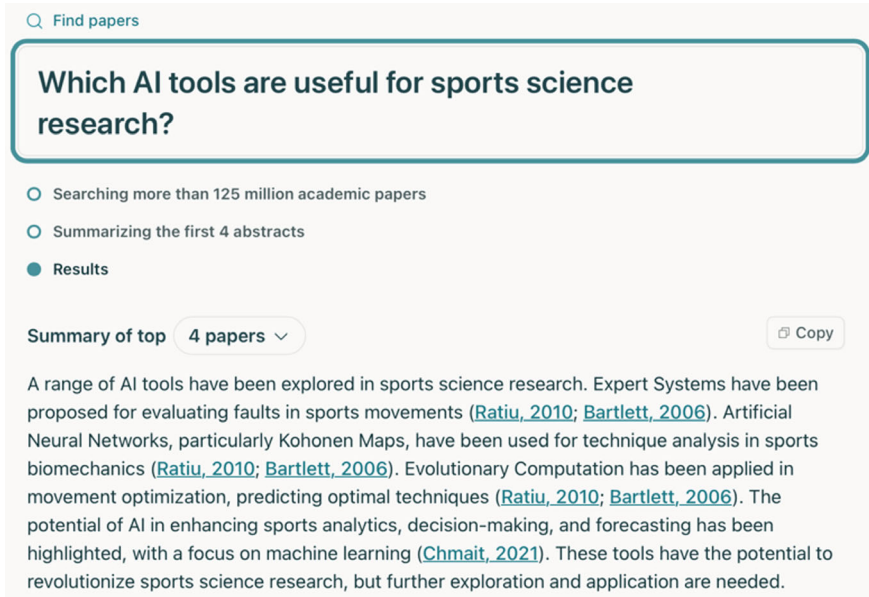 Find papers
Which AI tools are useful for sports science
research?
Searching more than 125 million academic papers
Summarizing the first 4 abstracts
Results
Summary of top 4 papers
Copy
A range of AI tools have been explored in sports science research. Expert Systems have been
proposed for evaluating faults in sports movements (Ratiu, 2010; Bartlett, 2006). Artificial
Neural Networks, particularly Kohonen Maps, have been used for technique analysis in sports
biomechanics (Ratiu, 2010; Bartlett, 2006). Evolutionary Computation has been applied in
movement optimization, predicting optimal techniques (Ratiu, 2010; Bartlett, 2006). The
potential of AI in enhancing sports analytics, decision-making, and forecasting has been
highlighted, with a focus on machine learning (Chmait, 2021). These tools have the potential to
revolutionize sports science research, but further exploration and application are needed.